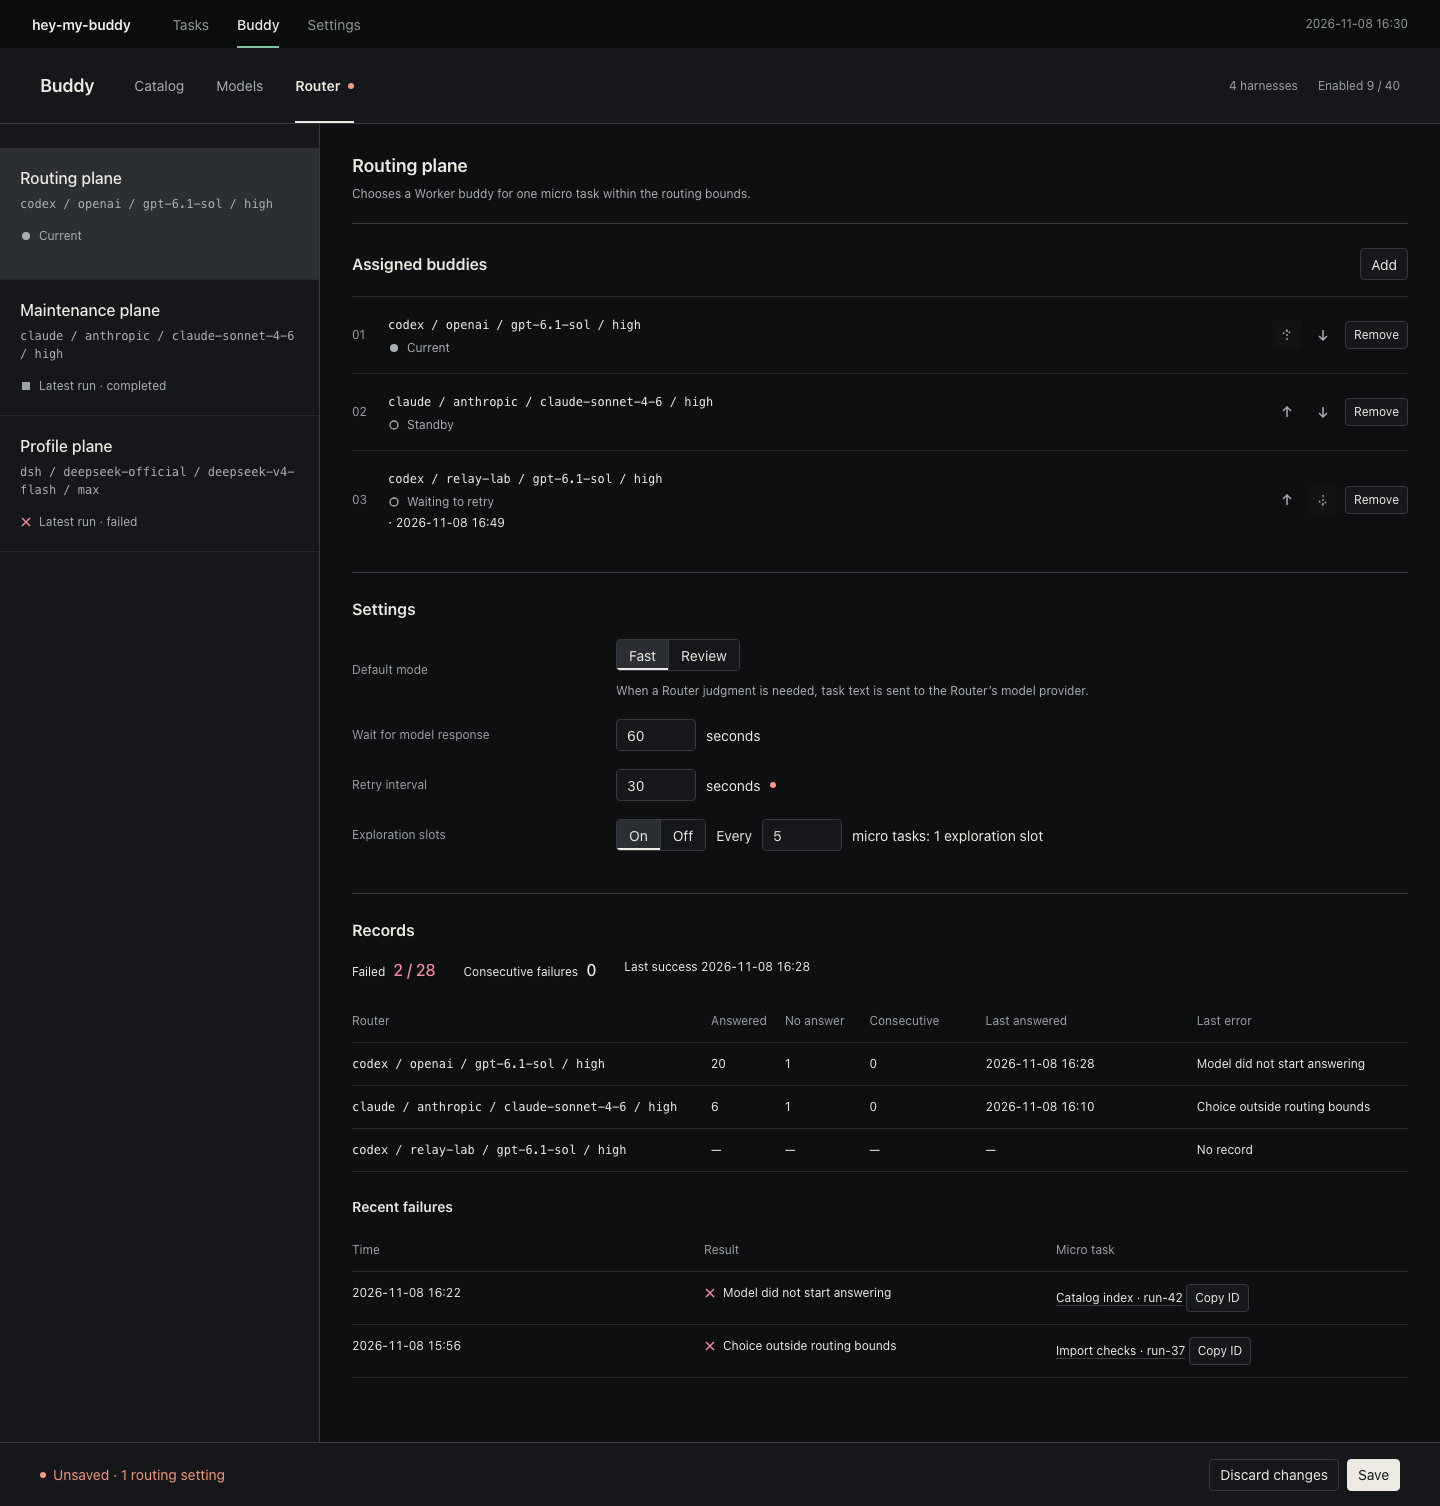 hey-my-buddy Tasks Buddy Settings 2026-11-08 16:30
Buddy Catalog Models Router 4 harnesses Enabled 9 / 40
Routing plane
codex / openai / gpt-6.1-sol / high
Current
Maintenance plane
claude / anthropic / claude-sonnet-4-6
/ high
Latest run · completed
Profile plane
dsh / deepseek-official / deepseek-v4-
flash / max
Latest run · failed
Routing plane
Chooses a Worker buddy for one micro task within the routing bounds.
Assigned buddies Add
01 codex / openai / gpt-6.1-sol / high
Current
↓ Remove
02 claude / anthropic / claude-sonnet-4-6 / high
Standby
↑ ↓ Remove
03 codex / relay-lab / gpt-6.1-sol / high
Waiting to retry
· 2026-11-08 16:49
↑ Remove
Settings
Default mode Fast Review
When a Router judgment is needed, task text is sent to the Router's model provider.
Wait for model response 60 seconds
Retry interval 30 seconds
Exploration slots On Off Every 5 micro tasks: 1 exploration slot
Records
Failed 2 / 28 Consecutive failures 0 Last success 2026-11-08 16:28
Router Answered No answer Consecutive Last answered Last error
codex / openai / gpt-6.1-sol / high 20 1 0 2026-11-08 16:28 Model did not start answering
claude / anthropic / claude-sonnet-4-6 / high 6 1 0 2026-11-08 16:10 Choice outside routing bounds
codex / relay-lab / gpt-6.1-sol / high — — — — No record
Recent failures
Time Result Micro task
2026-11-08 16:22 Model did not start answering Catalog index · run-42 Copy ID
2026-11-08 15:56 Choice outside routing bounds Import checks · run-37 Copy ID
Unsaved · 1 routing setting Discard changes Save